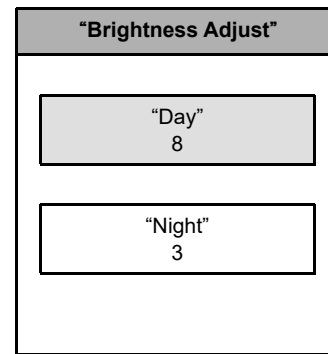 “Brightness Adjust”
“Day”
8
“Night”
3